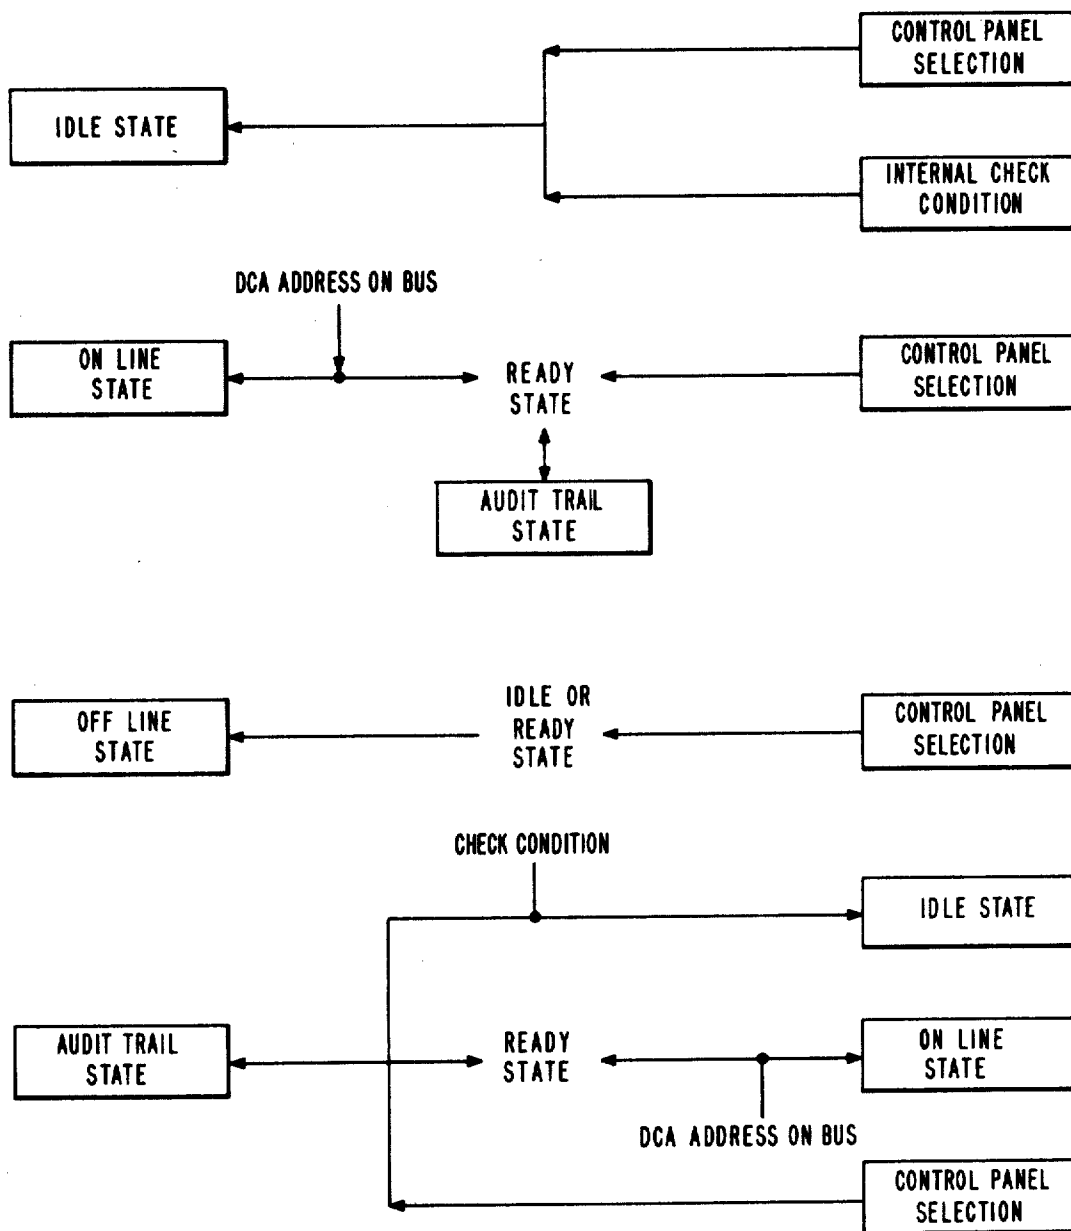 CONTROL PANEL
SELECTION
IDLE STATE
INTERNAL CHECK
CONDITION
DCA ADDRESS ON BUS
ON LINE
STATE
READY
STATE
CONTROL PANEL
SELECTION
AUDIT TRAIL
STATE
OFF LINE
STATE
IDLE OR
READY
STATE
CONTROL PANEL
SELECTION
CHECK CONDITION
IDLE STATE
AUDIT TRAIL
STATE
READY
STATE
ON LINE
STATE
DCA ADDRESS ON BUS
CONTROL PANEL
SELECTION